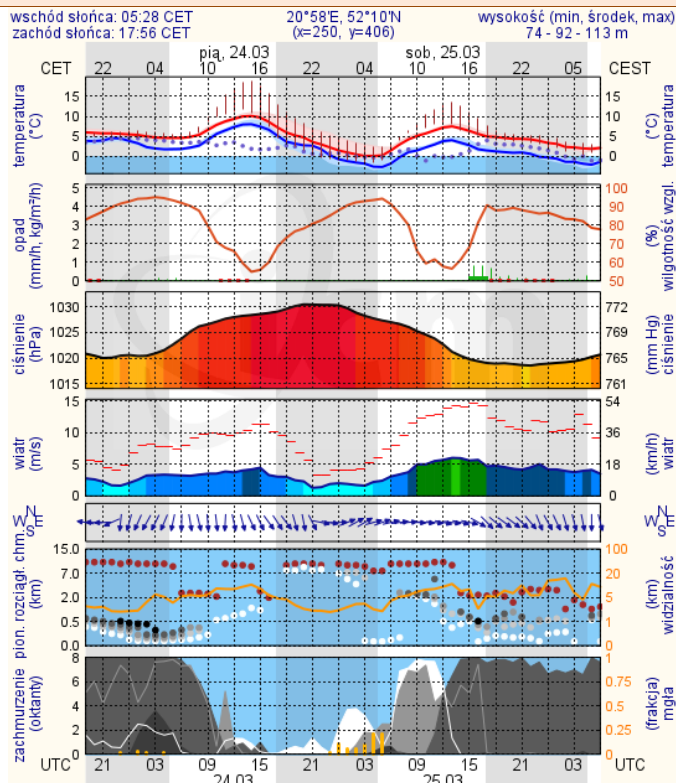 wschód słońca: 05:28 CET 20°58'E, 52°10'N wysokość (min, środek, max)
zachód słońca: 17:56 CET (x=250, y=406) 74 - 92 - 113 m
pią, 24.03 sob, 25.03
CET 22 04 10 16 22 04 10 16 22 05 CEST
temperatura (°C)
15 10 5 0
15 10 5 0
(°C) temperatura
opad (mm/h, kg/m²/h)
5 4 3 2 1 0
100 90 80 70 60 50
(%) wilgotność wzgl.
ciśnienie (hPa)
1030 1025 1020 1015
772 769 765 761
(mm Hg) ciśnienie
wiatr (m/s)
15 10 5 0
54 36 18 0
(km/h) wiatr
N W E S
N W E S
pion. rozciągł. chm. (km)
15.0 7.0 2.0 0.5 0.0
100 20 5 1 0
(km) widzialność
zachmurzenie (oktanty)
8 6 4 2 0
1 0.75 0.5 0.25 0
(frakcja) mgła
UTC 21 03 09 15 21 03 09 15 21 03 UTC
24.03 25.03